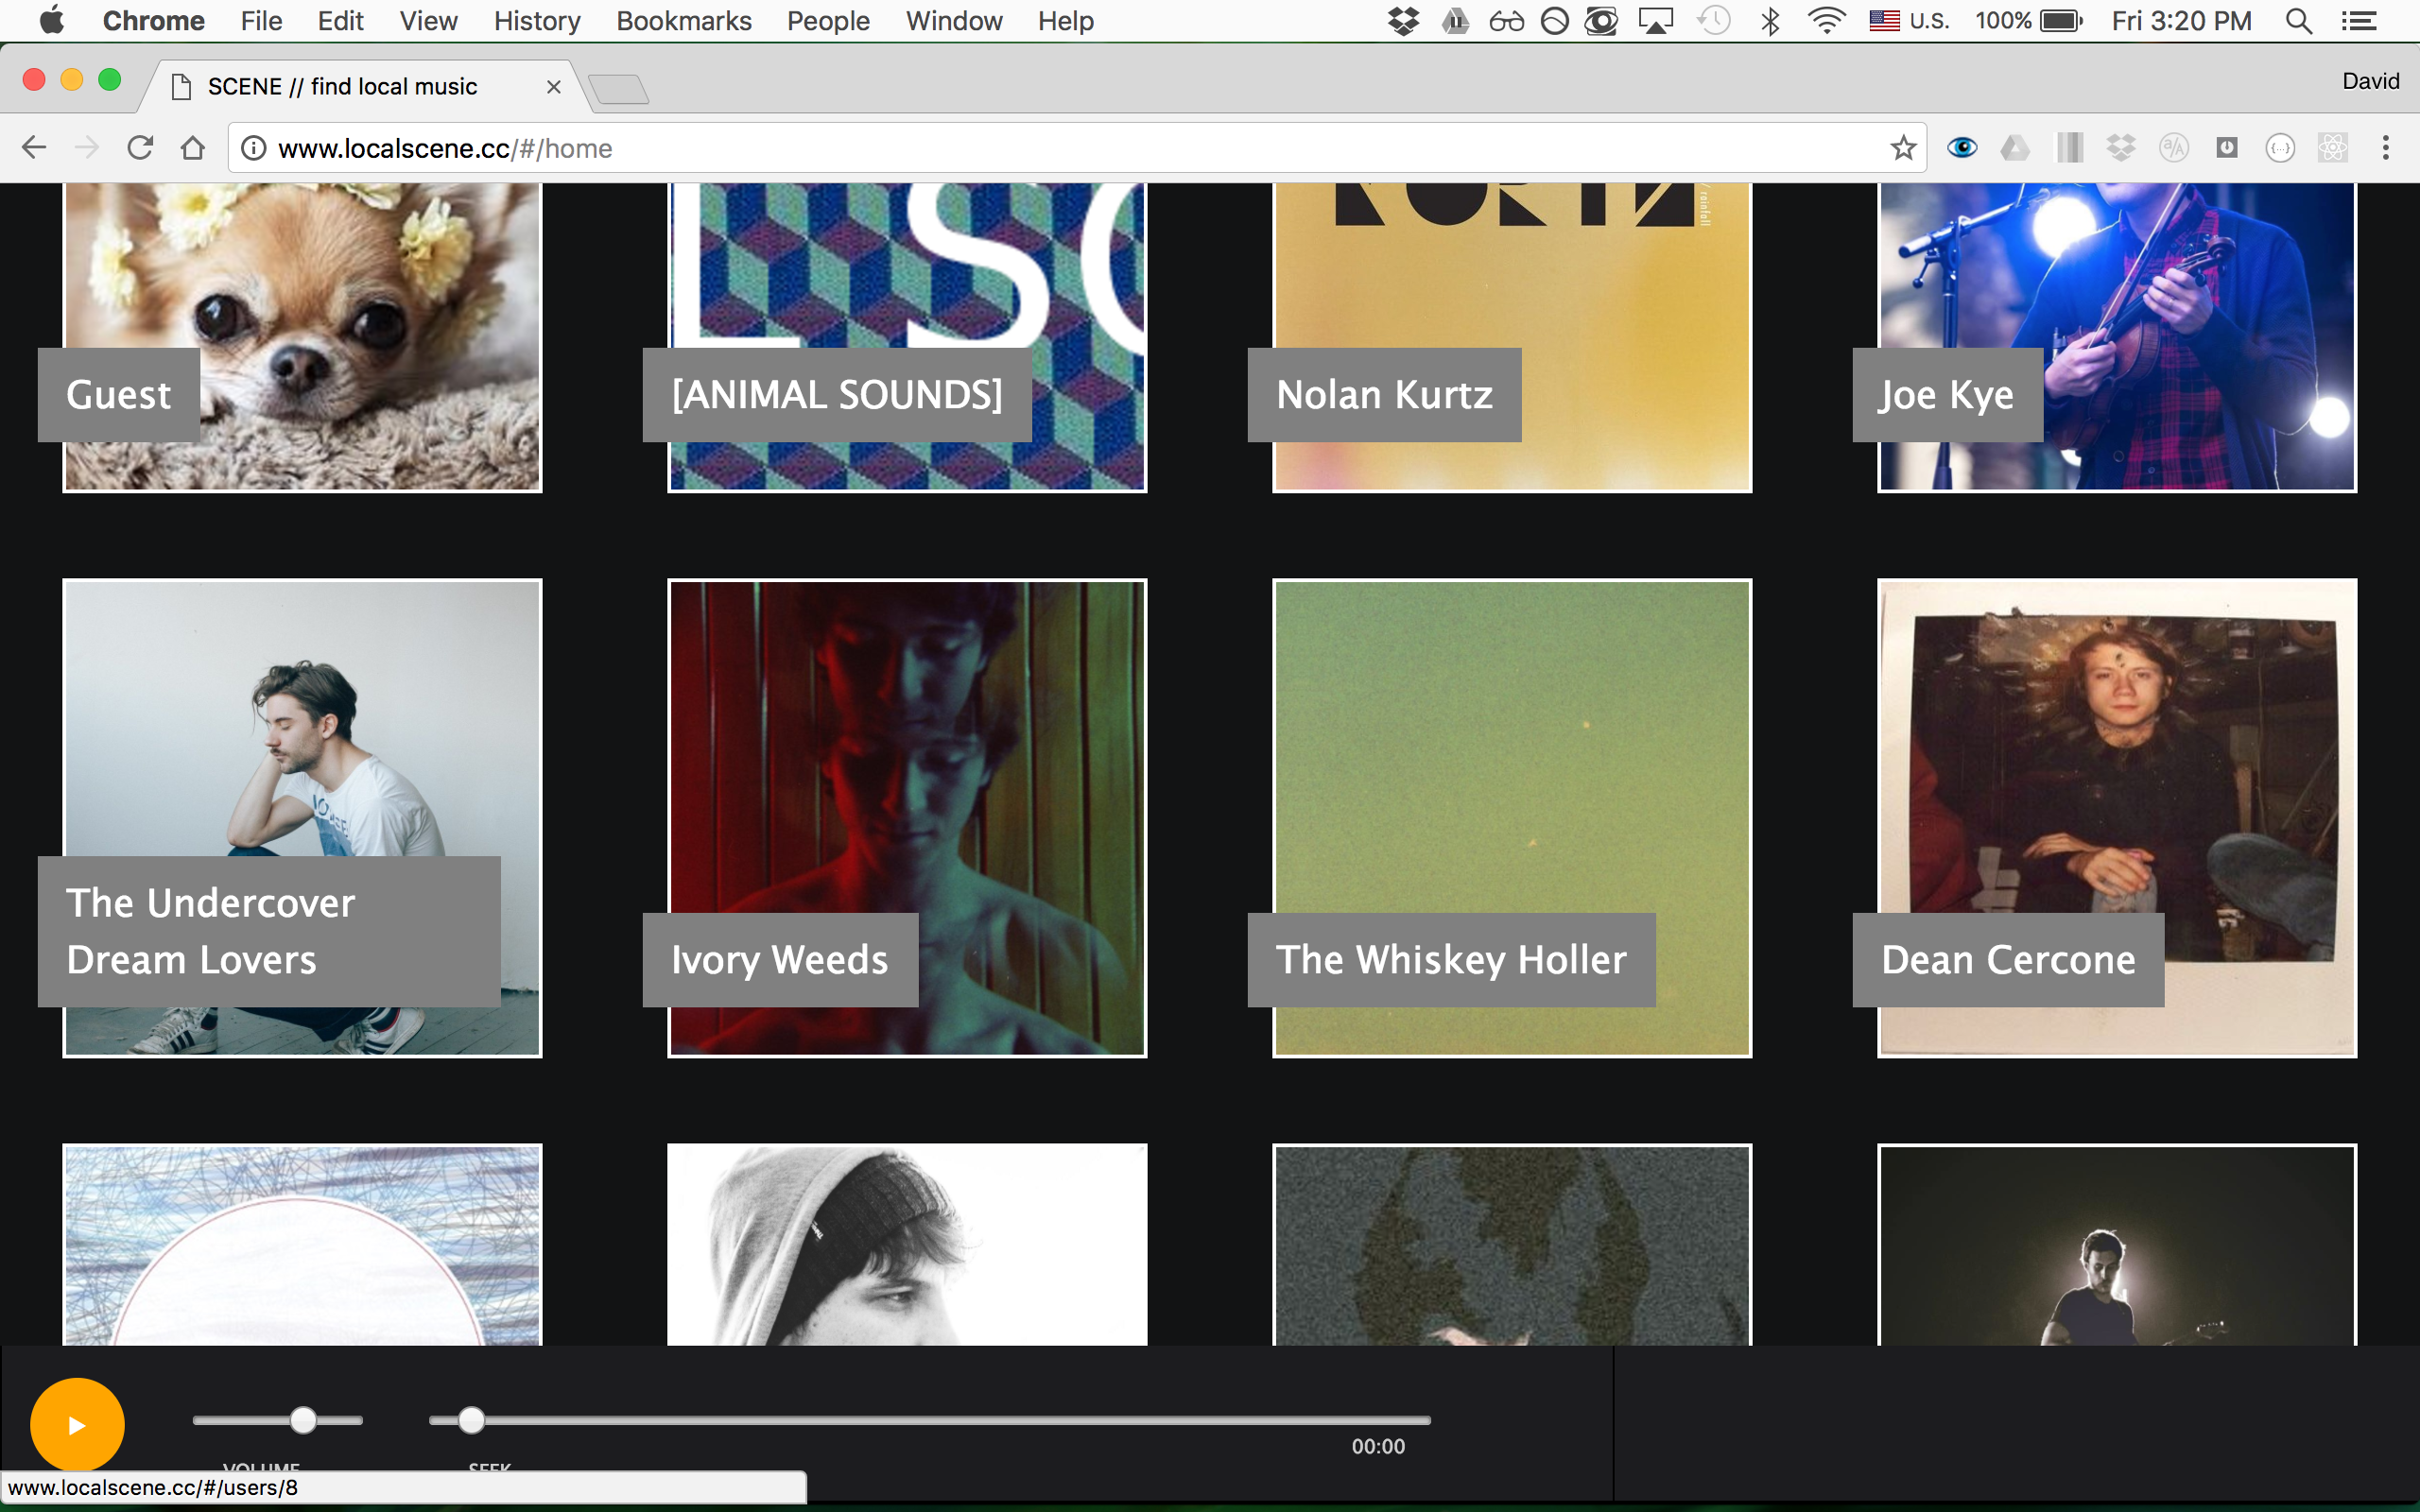 Chrome File Edit View History Bookmarks People Window Help U.S. 100% Fri 3:20 PM
SCENE // find local music David
www.localscene.cc/#/home
KURTZ
Guest [ANIMAL SOUNDS] Nolan Kurtz Joe Kye
The Undercover
Dream Lovers Ivory Weeds The Whiskey Holler Dean Cercone
00:00
VOLUME SEEK
www.localscene.cc/#/users/8